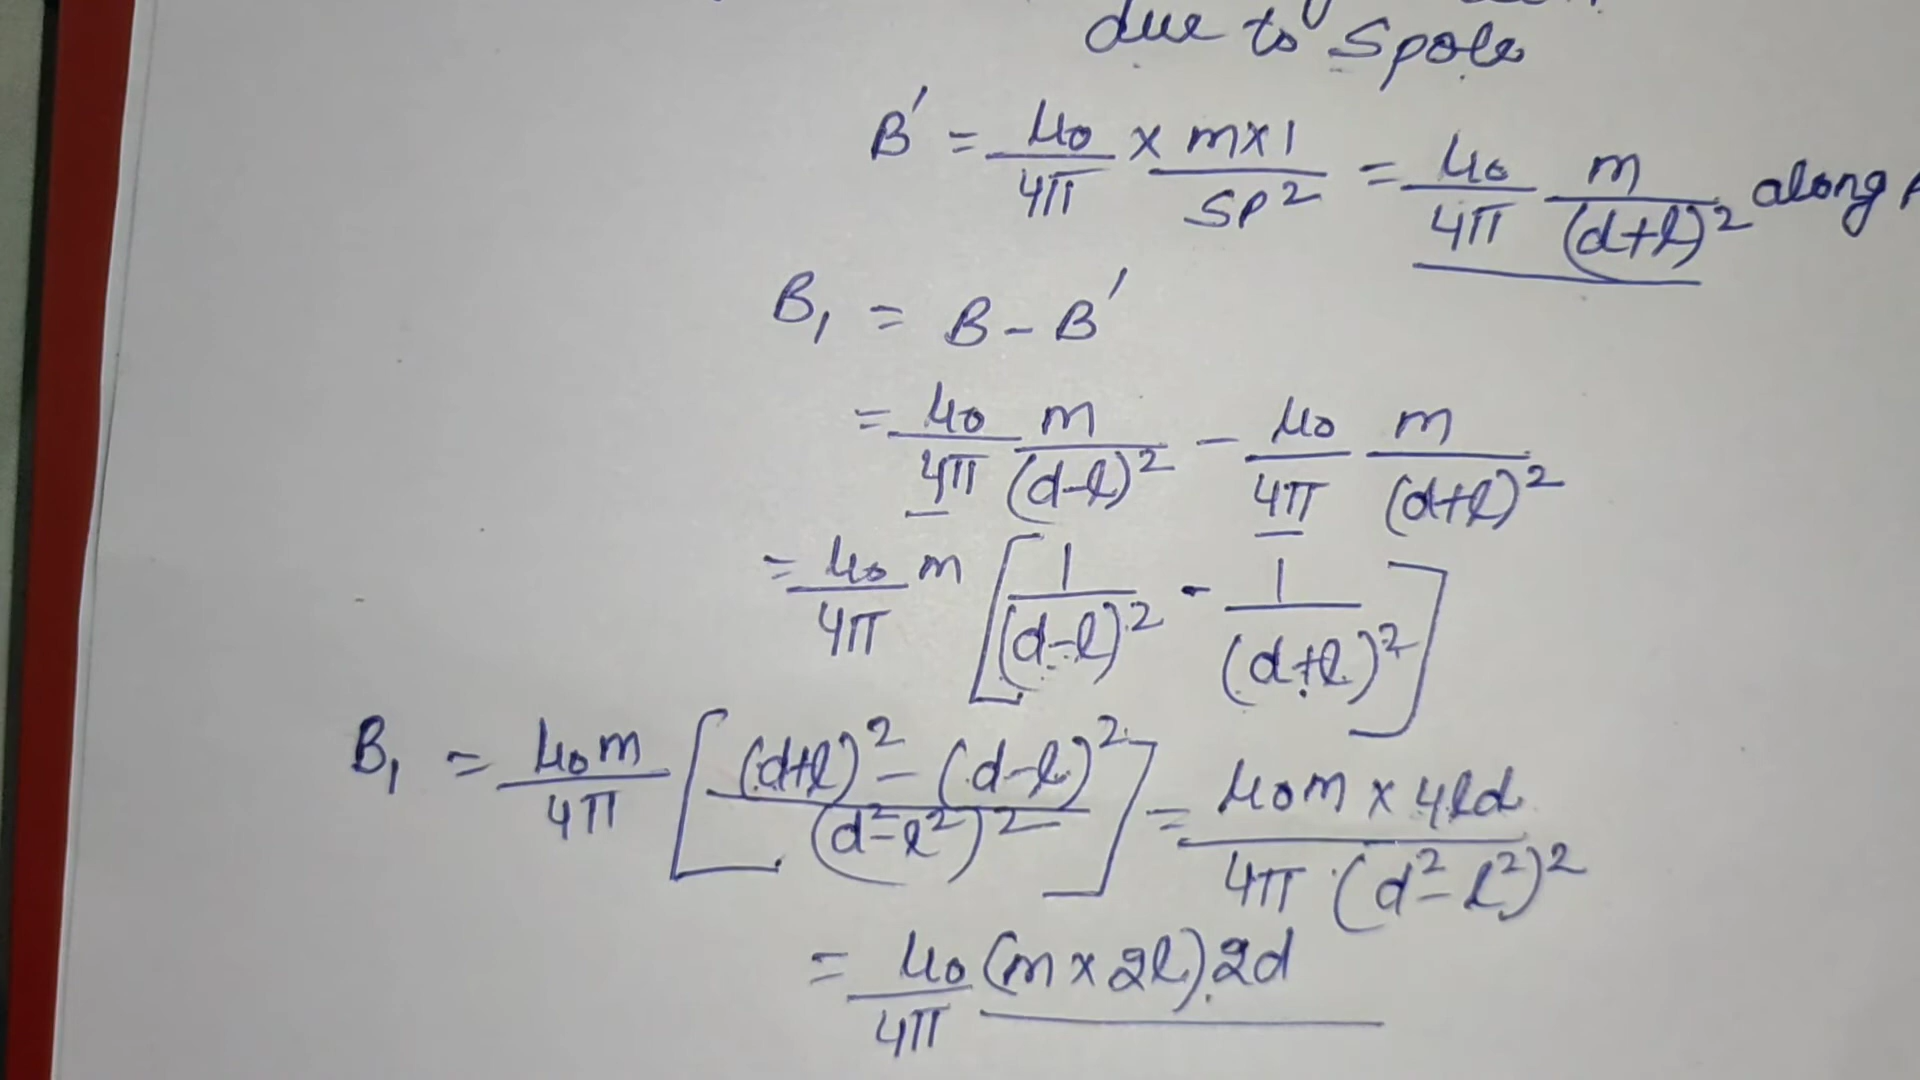 due to S pole
B' = μ0/4π × m×1/SP² = μ0/4π m/(d+l)² along
B₁ = B - B'
= μ0/4π m/(d-l)² - μ0/4π m/(d+l)²
= μ0/4π m [1/(d-l)² - 1/(d+l)²]
B₁ = μ0m/4π [(d+l)² - (d-l)²/(d²-l²)²] = μ0m × 4ld/4π (d²-l²)²
= μ0/4π (m×2l).2d